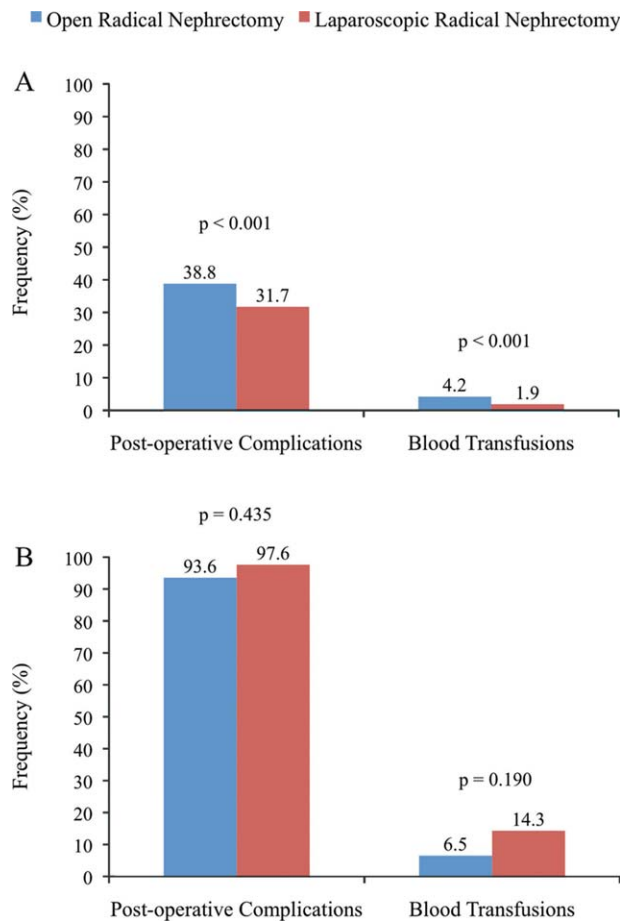 Open Radical Nephrectomy Laparoscopic Radical Nephrectomy
A
100
90
80
70
60
50
40
30
20
10
0
Frequency (%)
p < 0.001
38.8
31.7
p < 0.001
4.2
1.9
Post-operative Complications Blood Transfusions
B
p = 0.435
100
90
80
70
60
50
40
30
20
10
0
Frequency (%)
93.6
97.6
p = 0.190
6.5
14.3
Post-operative Complications Blood Transfusions